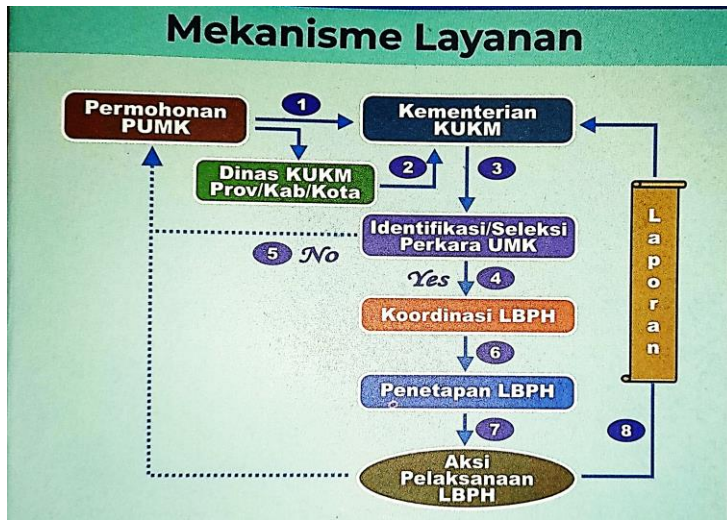 Mekanisme Layanan
Permohonan
PUMK
1
Kementerian
KUKM
Dinas KUKM
Prov/Kab/Kota
2
3
Identifikasi/Seleksi
Perkara UMK
5
No
Yes
4
Koordinasi LBPH
6
Penetapan LBPH
7
Aksi
Pelaksanaan
LBPH
8
Laporan